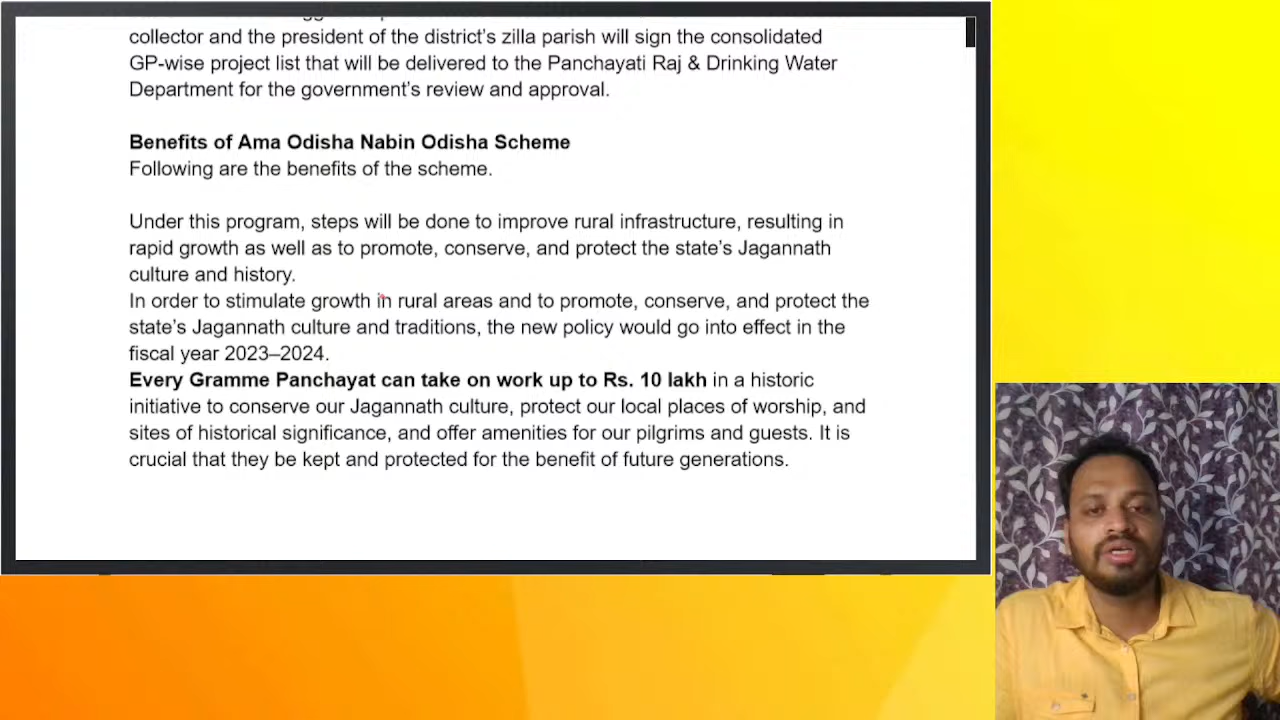 collector and the president of the district's zilla parish will sign the consolidated
GP-wise project list that will be delivered to the Panchayati Raj & Drinking Water
Department for the government's review and approval.
Benefits of Ama Odisha Nabin Odisha Scheme
Following are the benefits of the scheme.
Under this program, steps will be done to improve rural infrastructure, resulting in
rapid growth as well as to promote, conserve, and protect the state's Jagannath
culture and history.
In order to stimulate growth in rural areas and to promote, conserve, and protect the
state's Jagannath culture and traditions, the new policy would go into effect in the
fiscal year 2023–2024.
Every Gramme Panchayat can take on work up to Rs. 10 lakh in a historic
initiative to conserve our Jagannath culture, protect our local places of worship, and
sites of historical significance, and offer amenities for our pilgrims and guests. It is
crucial that they be kept and protected for the benefit of future generations.